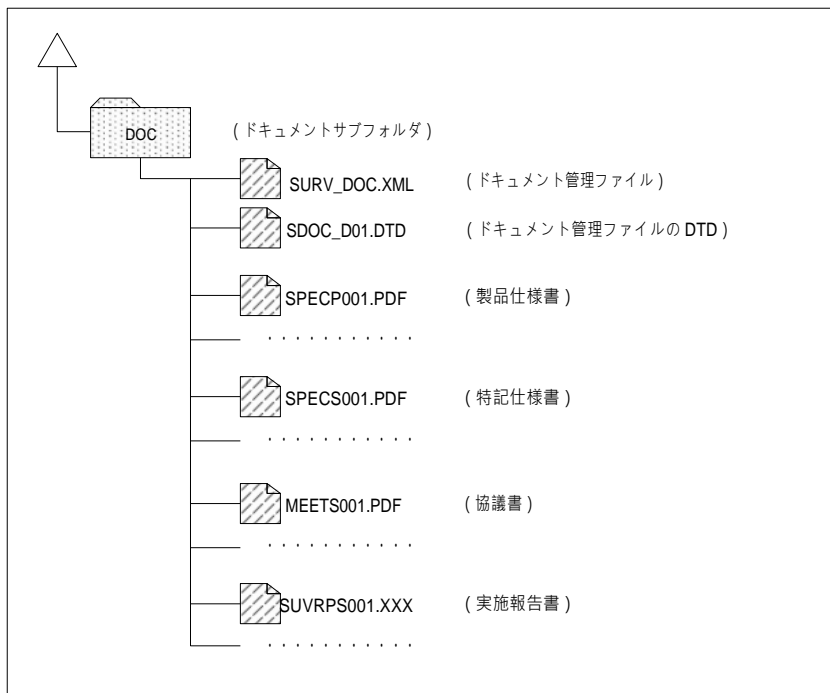 DOC (ドキュメントサブフォルダ)
SURV_DOC.XML (ドキュメント管理ファイル)
SDOC_D01.DTD (ドキュメント管理ファイルの DTD)
SPECP001.PDF (製品仕様書)
・・・・・・・・・・・
SPECS001.PDF (特記仕様書)
・・・・・・・・・・・
MEETS001.PDF (協議書)
・・・・・・・・・・・
SUVRPS001.XXX (実施報告書)
・・・・・・・・・・・